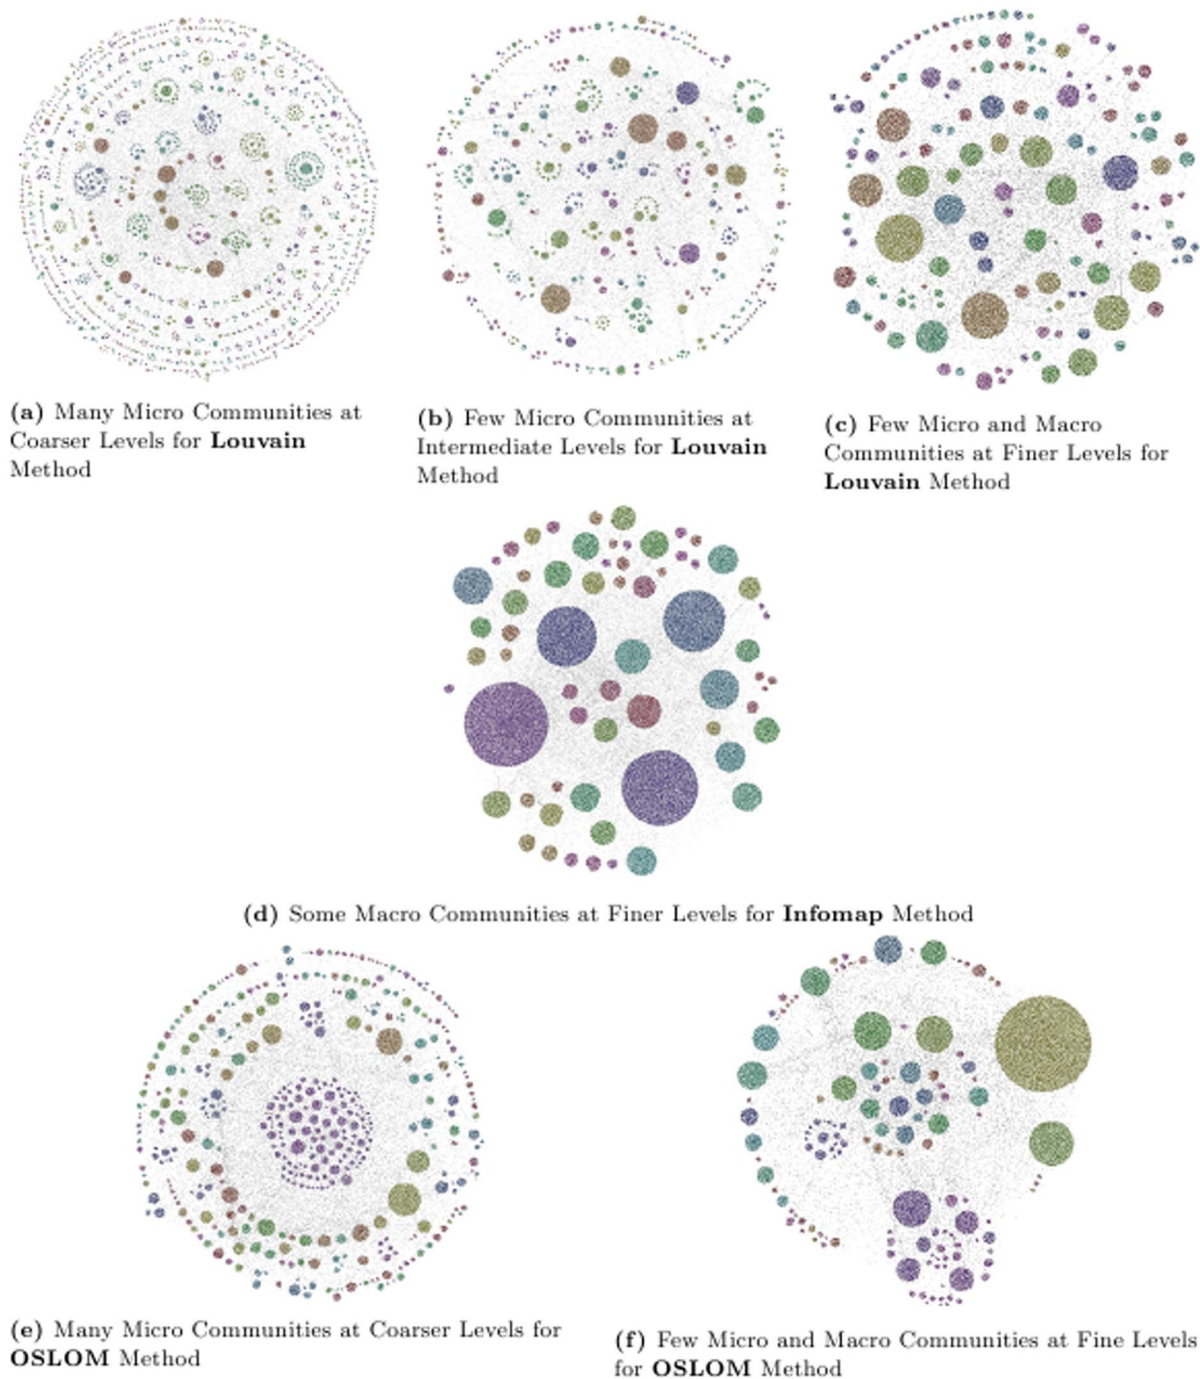 (a) Many Micro Communities at
Coarser Levels for Louvain
Method
(b) Few Micro Communities at
Intermediate Levels for Louvain
Method
(c) Few Micro and Macro
Communities at Finer Levels for
Louvain Method
(d) Some Macro Communities at Finer Levels for Infomap Method
(e) Many Micro Communities at Coarser Levels for
OSLOM Method
(f) Few Micro and Macro Communities at Fine Levels
for OSLOM Method